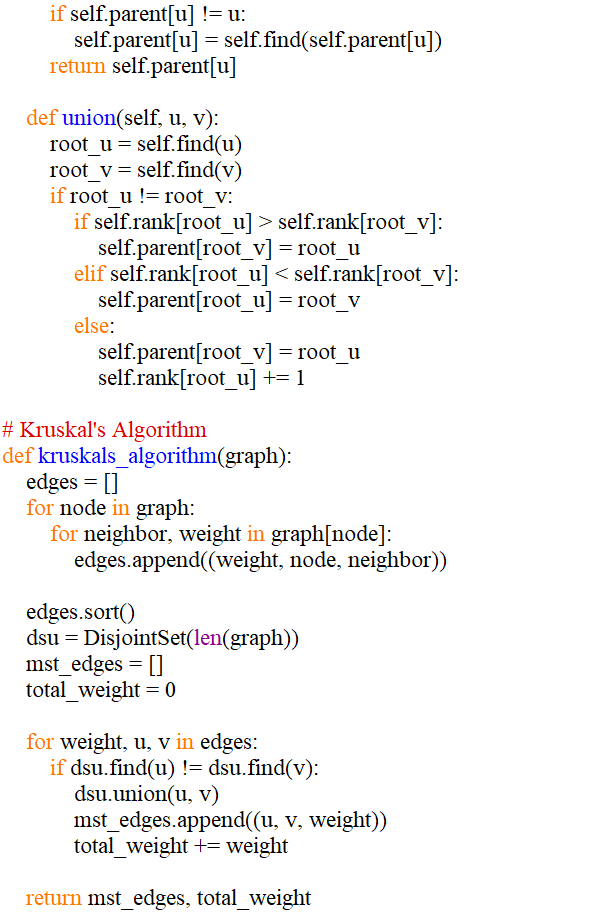 if self.parent[u] != u:
            self.parent[u] = self.find(self.parent[u])
        return self.parent[u]

    def union(self, u, v):
        root_u = self.find(u)
        root_v = self.find(v)
        if root_u != root_v:
            if self.rank[root_u] > self.rank[root_v]:
                self.parent[root_v] = root_u
            elif self.rank[root_u] < self.rank[root_v]:
                self.parent[root_u] = root_v
            else:
                self.parent[root_v] = root_u
                self.rank[root_u] += 1

# Kruskal's Algorithm
def kruskals_algorithm(graph):
    edges = []
    for node in graph:
        for neighbor, weight in graph[node]:
            edges.append((weight, node, neighbor))

    edges.sort()
    dsu = DisjointSet(len(graph))
    mst_edges = []
    total_weight = 0

    for weight, u, v in edges:
        if dsu.find(u) != dsu.find(v):
            dsu.union(u, v)
            mst_edges.append((u, v, weight))
            total_weight += weight

    return mst_edges, total_weight